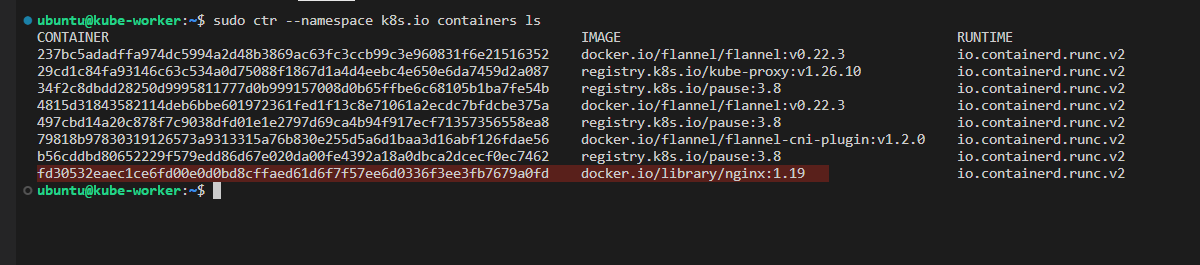 ubuntu@kube-worker:~$ sudo ctr --namespace k8s.io containers ls
CONTAINER IMAGE RUNTIME
237bc5adadffa974dc5994a2d48b3869ac63fc3ccb99c3e960831f6e21516352 docker.io/flannel/flannel:v0.22.3 io.containerd.runc.v2
29cd1c84fa93146c63c534a0d75088f1867d1a4d4eebc4e650e6da7459d2a087 registry.k8s.io/kube-proxy:v1.26.10 io.containerd.runc.v2
34f2c8dbdd28250d9995811777d0b999157008d0b65ffbe6c68105b1ba7fe54b registry.k8s.io/pause:3.8 io.containerd.runc.v2
4815d31843582114deb6bbe601972361fed1f13c8e71061a2ecdc7bfdcbe375a docker.io/flannel/flannel:v0.22.3 io.containerd.runc.v2
497cbd14a20c878f7c9038dfd01e1e2797d69ca4b94f917ecf71357356558ea8 registry.k8s.io/pause:3.8 io.containerd.runc.v2
79818b97830319126573a9313315a76b830e255d5a6d1baa3d16abf126fdae56 docker.io/flannel/flannel-cni-plugin:v1.2.0 io.containerd.runc.v2
b56cddbd80652229f579edd86d67e020da00fe4392a18a0dbca2dcecf0ec7462 registry.k8s.io/pause:3.8 io.containerd.runc.v2
fd30532eaec1ce6fd00e0d0bd8cffaed61d6f7f57ee6d0336f3ee3fb7679a0fd docker.io/library/nginx:1.19 io.containerd.runc.v2
ubuntu@kube-worker:~$